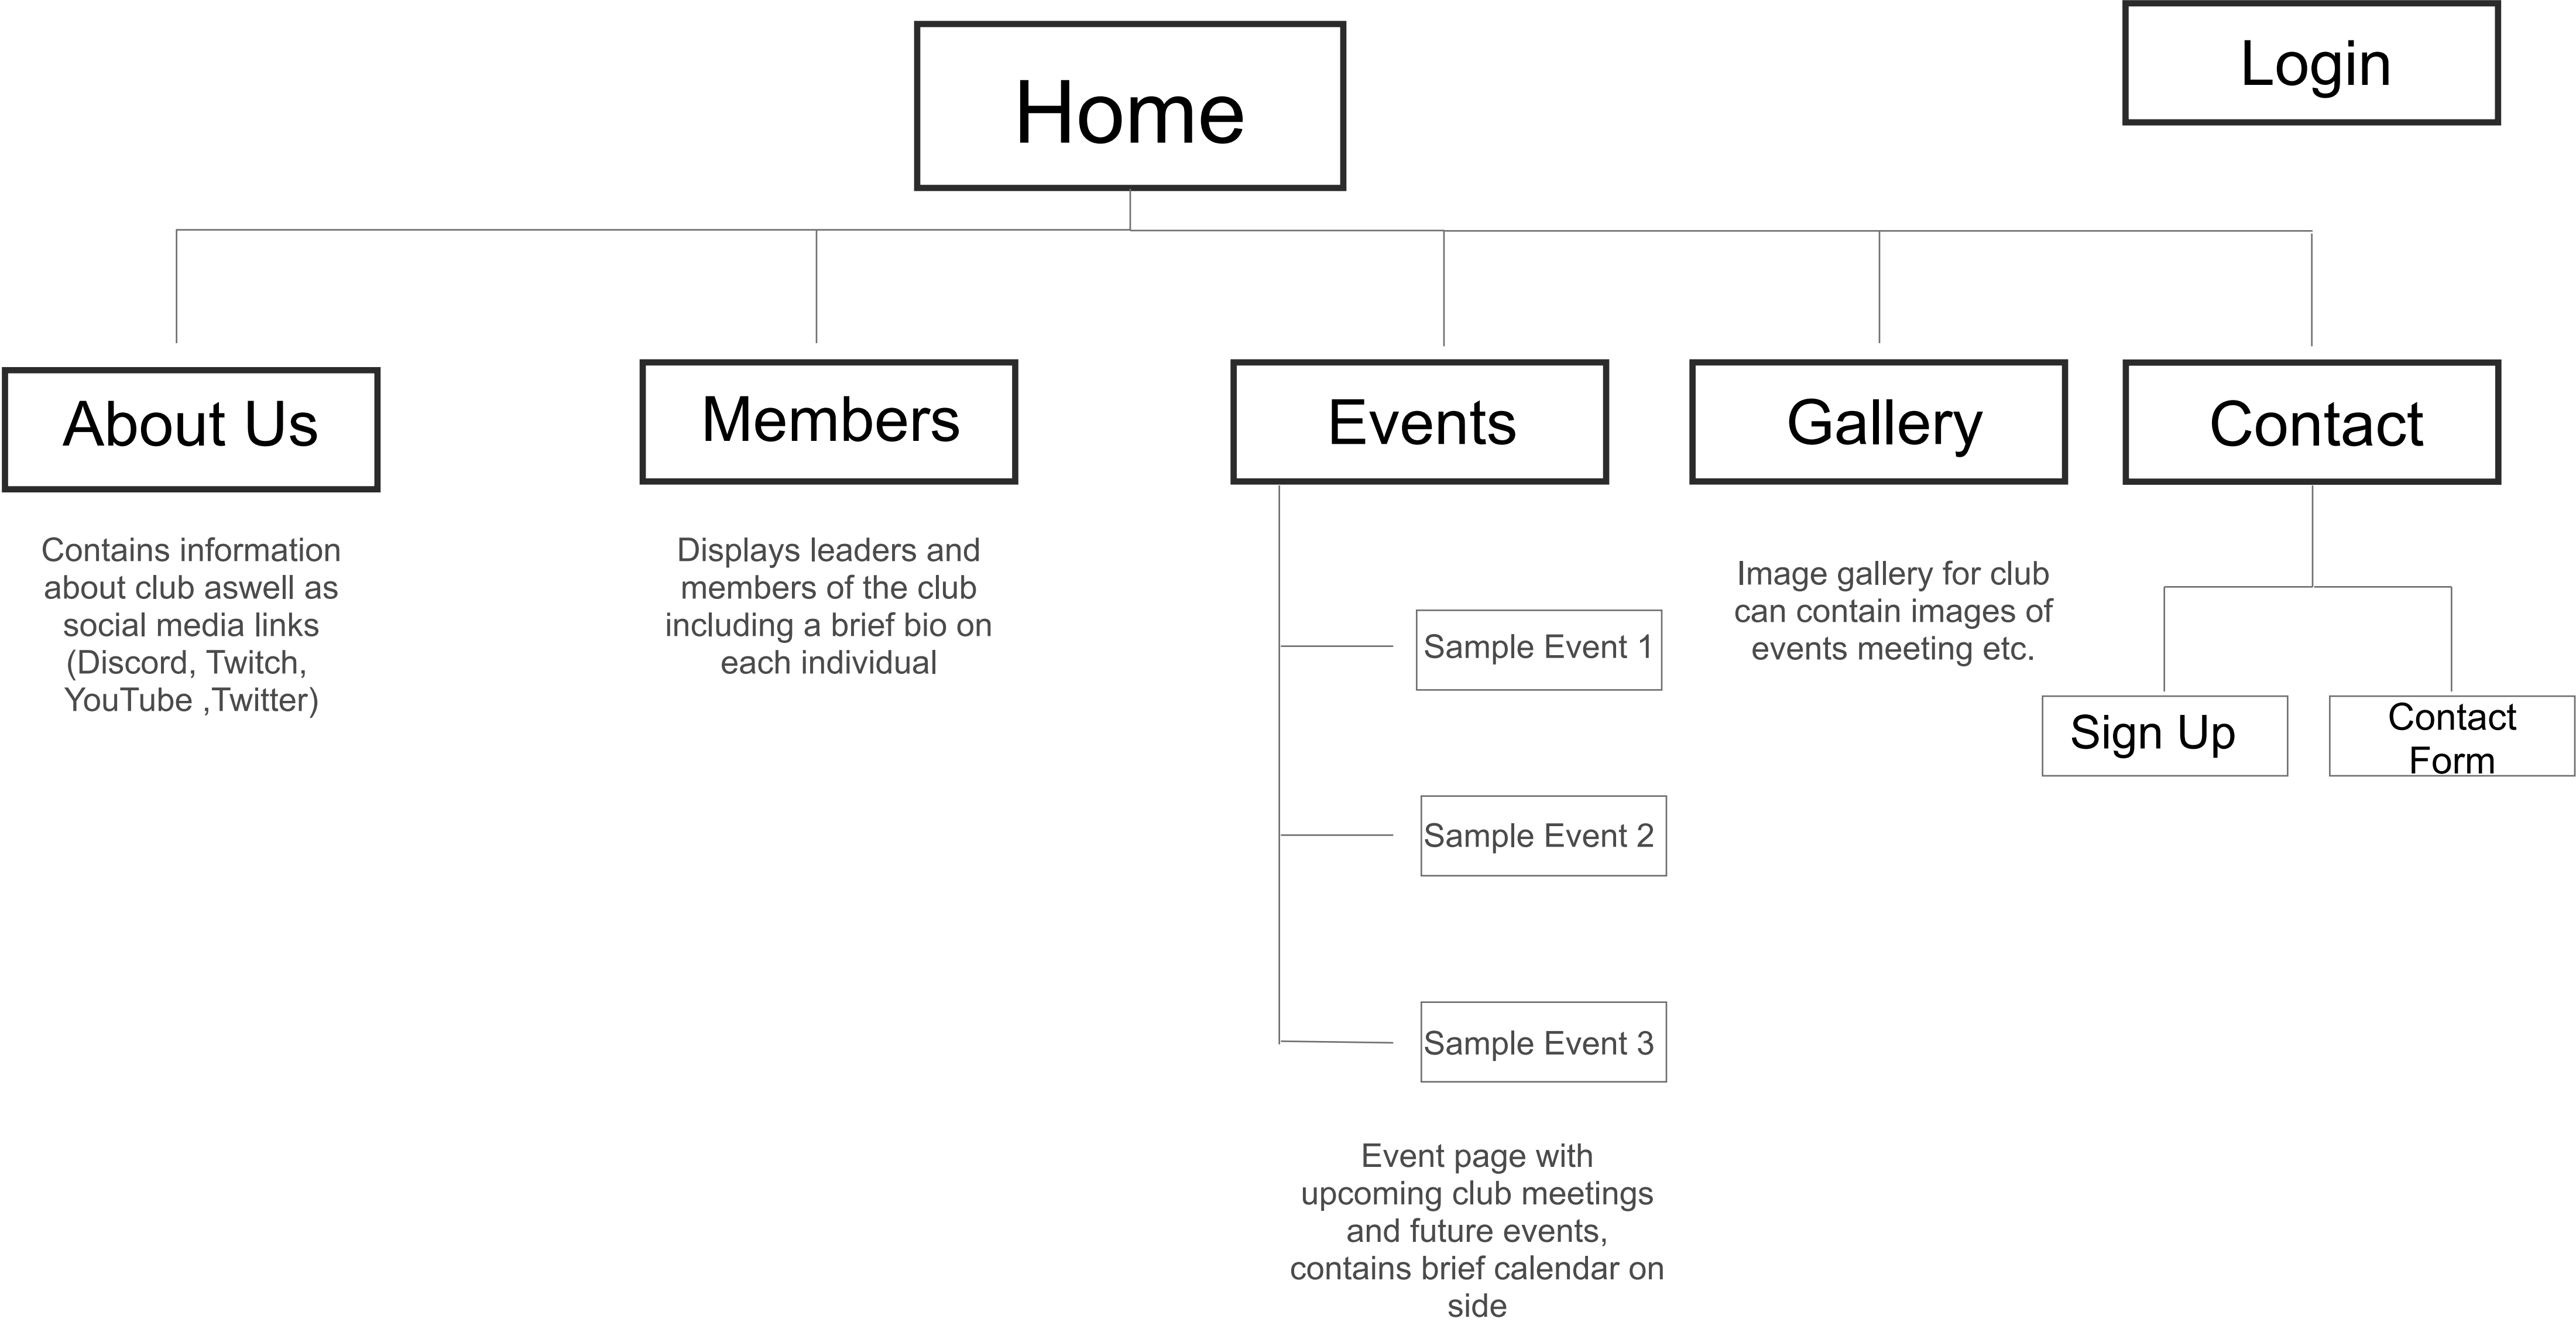 Home
Login
About Us
Members
Events
Gallery
Contact
Contains information
about club aswell as
social media links
(Discord, Twitch,
YouTube ,Twitter)
Displays leaders and
members of the club
including a brief bio on
each individual
Sample Event 1
Sample Event 2
Sample Event 3
Event page with
upcoming club meetings
and future events,
contains brief calendar on
side
Image gallery for club
can contain images of
events meeting etc.
Sign Up
Contact
Form